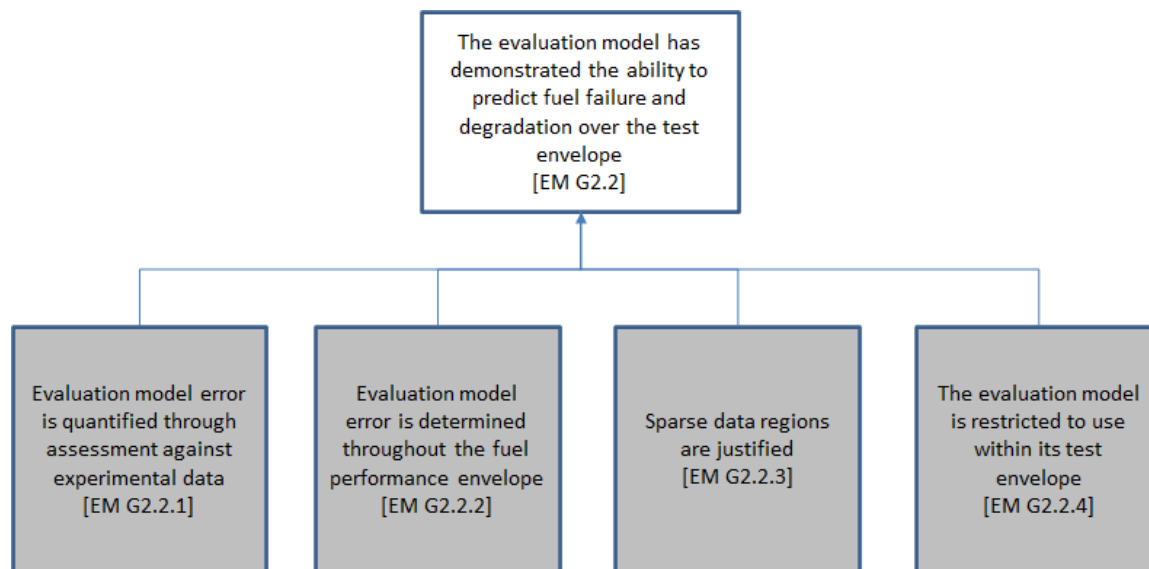 The evaluation model has
demonstrated the ability to
predict fuel failure and
degradation over the test
envelope
[EM G2.2]
Evaluation model error
is quantified through
assessment against
experimental data
[EM G2.2.1]
Evaluation model
error is determined
throughout the fuel
performance envelope
[EM G2.2.2]
Sparse data regions
are justified
[EM G2.2.3]
The evaluation model
is restricted to use
within its test
envelope
[EM G2.2.4]